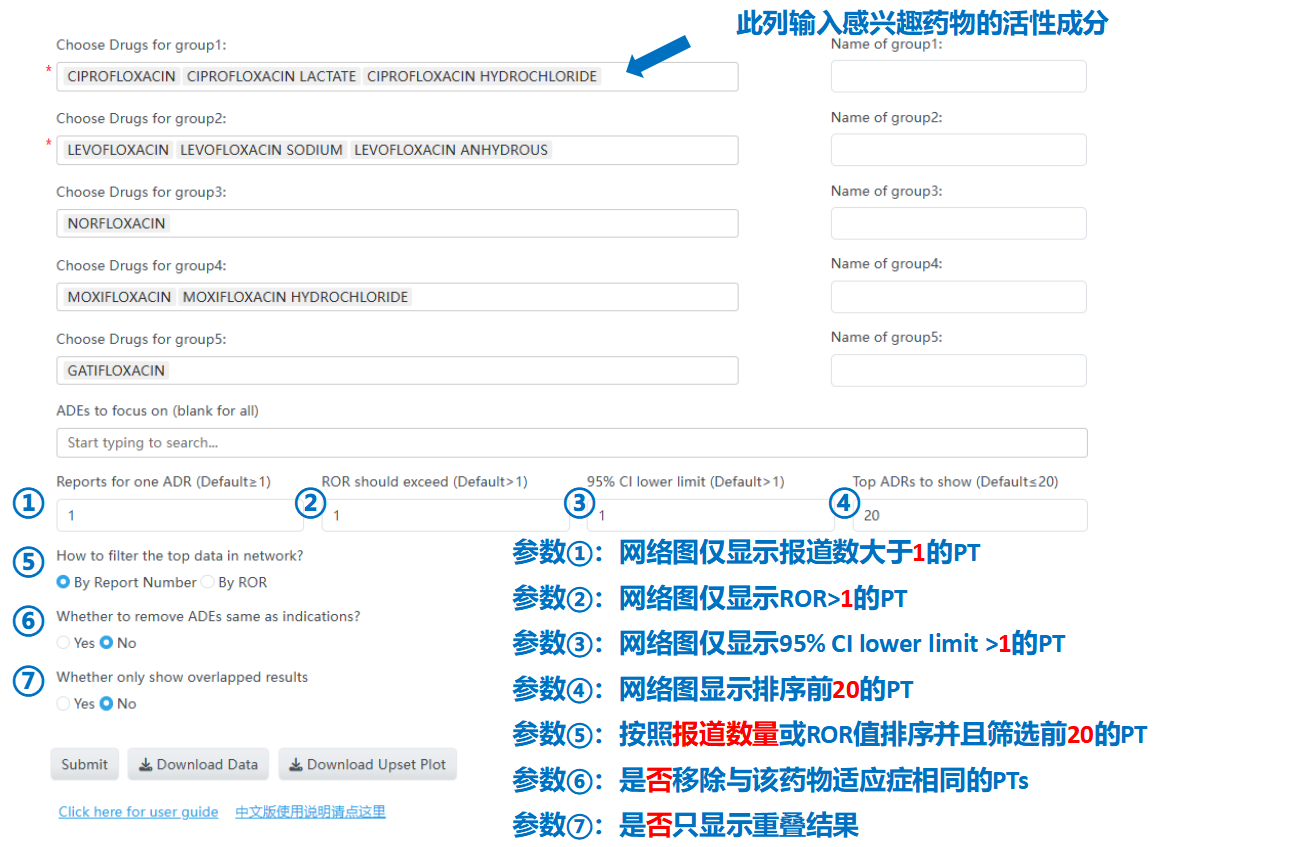 此列输入感兴趣药物的活性成分
Choose Drugs for group1:
Name of group1:
* CIPROFLOXACIN CIPROFLOXACIN LACTATE CIPROFLOXACIN HYDROCHLORIDE
Choose Drugs for group2:
Name of group2:
* LEVOFLOXACIN LEVOFLOXACIN SODIUM LEVOFLOXACIN ANHYDROUS
Choose Drugs for group3:
Name of group3:
NORFLOXACIN
Choose Drugs for group4:
Name of group4:
MOXIFLOXACIN MOXIFLOXACIN HYDROCHLORIDE
Choose Drugs for group5:
Name of group5:
GATIFLOXACIN
ADEs to focus on (blank for all)
Start typing to search...
Reports for one ADR (Default≥1)
ROR should exceed (Default>1)
95% CI lower limit (Default>1)
Top ADRs to show (Default≤20)
① 1
② 1
③ 1
④ 20
⑤ How to filter the top data in network?
By Report Number By ROR
⑥ Whether to remove ADEs same as indications?
Yes No
⑦ Whether only show overlapped results
Yes No
参数①：网络图仅显示报道数大于1的PT
参数②：网络图仅显示ROR>1的PT
参数③：网络图仅显示95% CI lower limit >1的PT
参数④：网络图显示排序前20的PT
参数⑤：按照报道数量或ROR值排序并且筛选前20的PT
参数⑥：是否移除与该药物适应症相同的PTs
参数⑦：是否只显示重叠结果
Submit
Download Data
Download Upset Plot
Click here for user guide
中文版使用说明请点这里